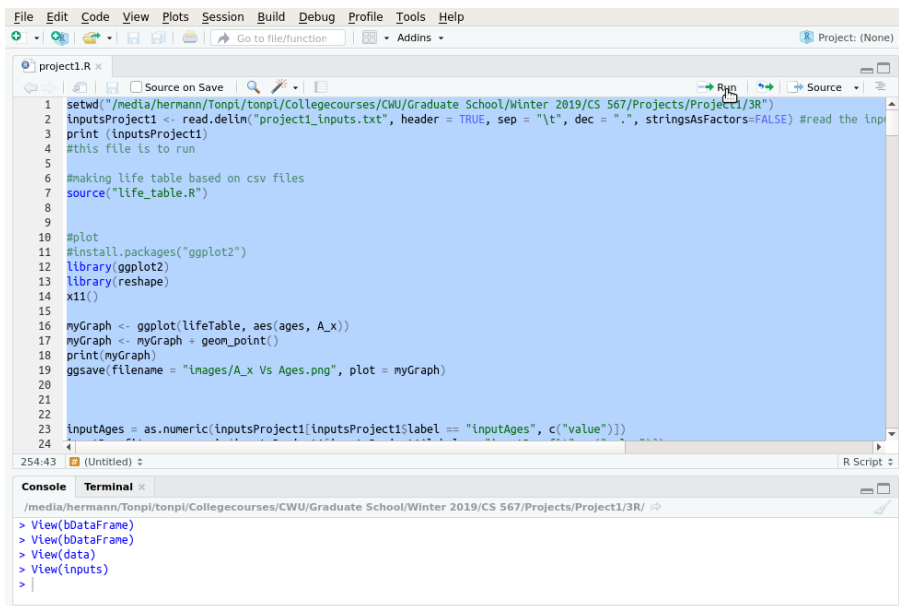 File Edit Code View Plots Session Build Debug Profile Tools Help
Go to file/function Addins Project: (None)
project1.R
Source on Save Run Source
1 setwd("/media/hermann/Tonpi/tonpi/Collegecourses/CWU/Graduate School/Winter 2019/CS 567/Projects/Project1/3R")
2 inputsProject1 <- read.delim("project1_inputs.txt", header = TRUE, sep = "\t", dec = ".", stringsAsFactors=FALSE) #read the inpu
3 print (inputsProject1)
4 #this file is to run
5
6 #making life table based on csv files
7 source("life_table.R")
8
9
10 #plot
11 #install.packages("ggplot2")
12 library(ggplot2)
13 library(reshape)
14 x11()
15
16 myGraph <- ggplot(lifeTable, aes(ages, A_x))
17 myGraph <- myGraph + geom_point()
18 print(myGraph)
19 ggsave(filename = "images/A_x Vs Ages.png", plot = myGraph)
20
21
22
23 inputAges = as.numeric(inputsProject1[inputsProject1$label == "inputAges", c("value")])
24
254:43 (Untitled) R Script
Console Terminal
/media/hermann/Tonpi/tonpi/Collegecourses/CWU/Graduate School/Winter 2019/CS 567/Projects/Project1/3R/
> View(bDataFrame)
> View(bDataFrame)
> View(data)
> View(inputs)
>